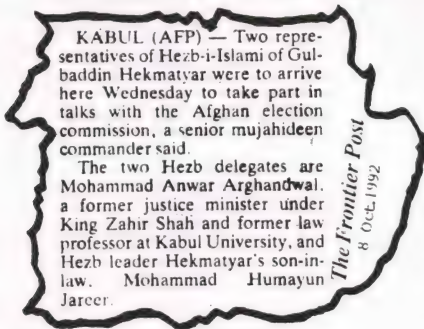 KABUL (AFP) — Two repre-
sentatives of Hezb-i-Islami of Gul-
baddin Hekmatyar were to arrive
here Wednesday to take part in
talks with the Afghan election
commission, a senior mujahideen
commander said.
The two Hezb delegates are
Mohammad Anwar Arghandwal,
a former justice minister under
King Zahir Shah and former law
professor at Kabul University, and
Hezb leader Hekmatyar's son-in-
law, Mohammad Humayun
Jareer.
The Frontier Post
8 Oct. 1992